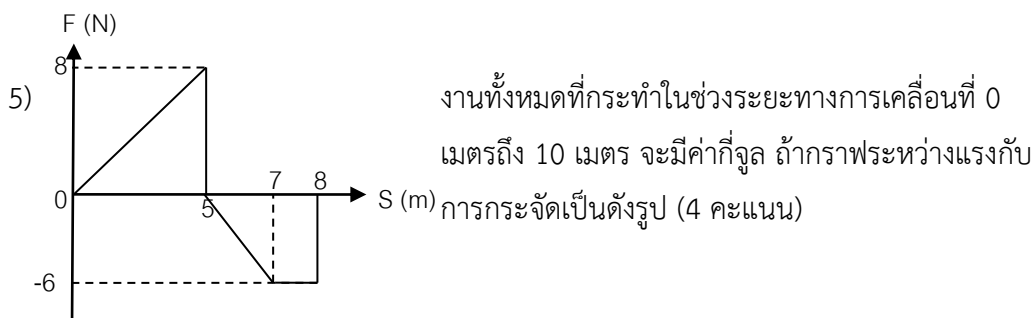 F (N)
8
5)
งานทั้งหมดที่กระทำในช่วงระยะทางการเคลื่อนที่ 0
เมตรถึง 10 เมตร จะมีค่ากี่จูล ถ้ากราฟระหว่างแรงกับ
7 8
0 5 S (m) การกระจัดเป็นดังรูป (4 คะแนน)
-6